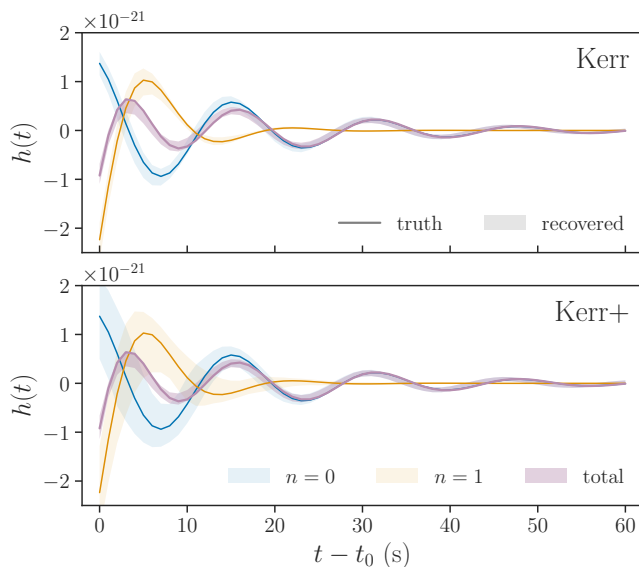 ×10⁻²¹
2
1
0
−1
−2
h(t)
Kerr
truth
recovered
×10⁻²¹
2
1
0
−1
−2
h(t)
Kerr+
n = 0
n = 1
total
0 10 20 30 40 50 60
t − t₀ (s)